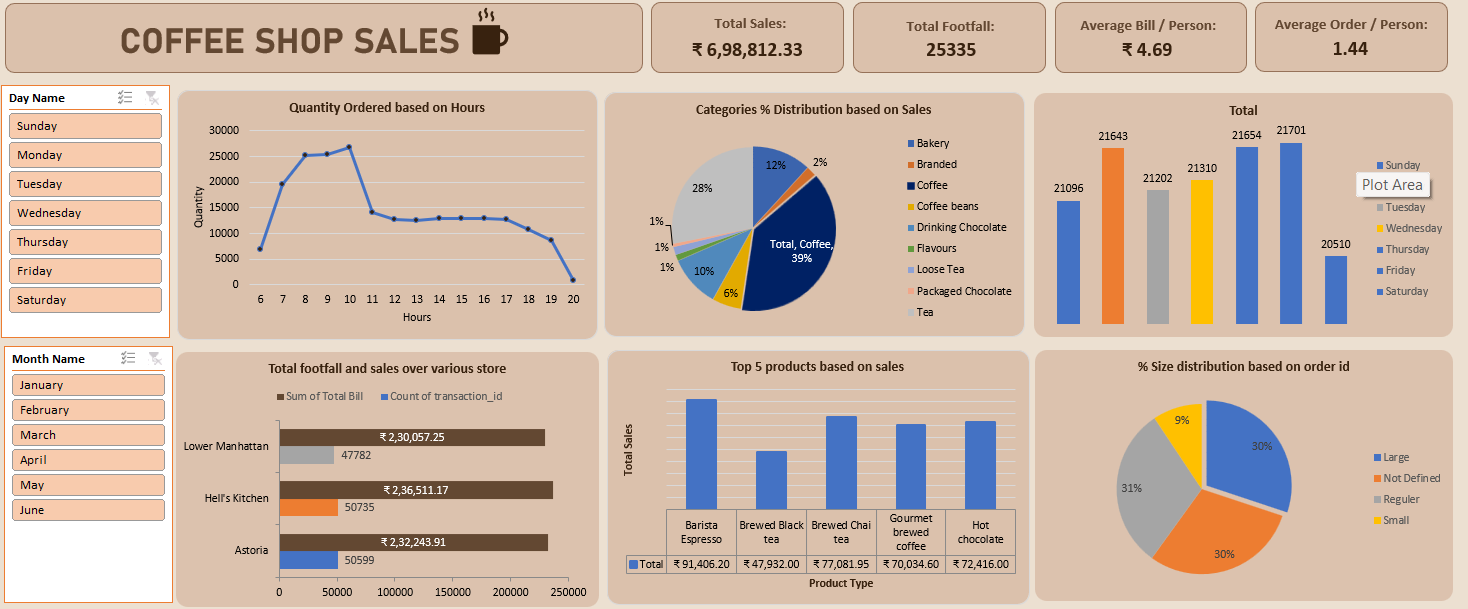 COFFEE SHOP SALES
Total Sales:
₹ 6,98,812.33
Total Footfall:
25335
Average Bill / Person:
₹ 4.69
Average Order / Person:
1.44
Day Name
Sunday
Monday
Tuesday
Wednesday
Thursday
Friday
Saturday
Quantity Ordered based on Hours
30000
25000
20000
15000
10000
5000
0
Quantity
6 7 8 9 10 11 12 13 14 15 16 17 18 19 20
Hours
Categories % Distribution based on Sales
12%
2%
Total, Coffee,
39%
6%
10%
1%
1%
1%
28%
Bakery
Branded
Coffee
Coffee beans
Drinking Chocolate
Flavours
Loose Tea
Packaged Chocolate
Tea
Total
21096
21643
21202
21310
21654
21701
20510
Sunday
Plot Area
Tuesday
Wednesday
Thursday
Friday
Saturday
Month Name
January
February
March
April
May
June
Total footfall and sales over various store
Sum of Total Bill Count of transaction_id
Lower Manhattan
₹ 2,30,057.25
47782
Hell's Kitchen
₹ 2,36,511.17
50735
Astoria
₹ 2,32,243.91
50599
0 50000 100000 150000 200000 250000
Top 5 products based on sales
Total Sales
Barista
Espresso
Brewed Black
tea
Brewed Chai
tea
Gourmet
brewed
coffee
Hot
chocolate
Total ₹ 91,406.20 ₹ 47,932.00 ₹ 77,081.95 ₹ 70,034.60 ₹ 72,416.00
Product Type
% Size distribution based on order id
9%
30%
31%
30%
Large
Not Defined
Reguler
Small